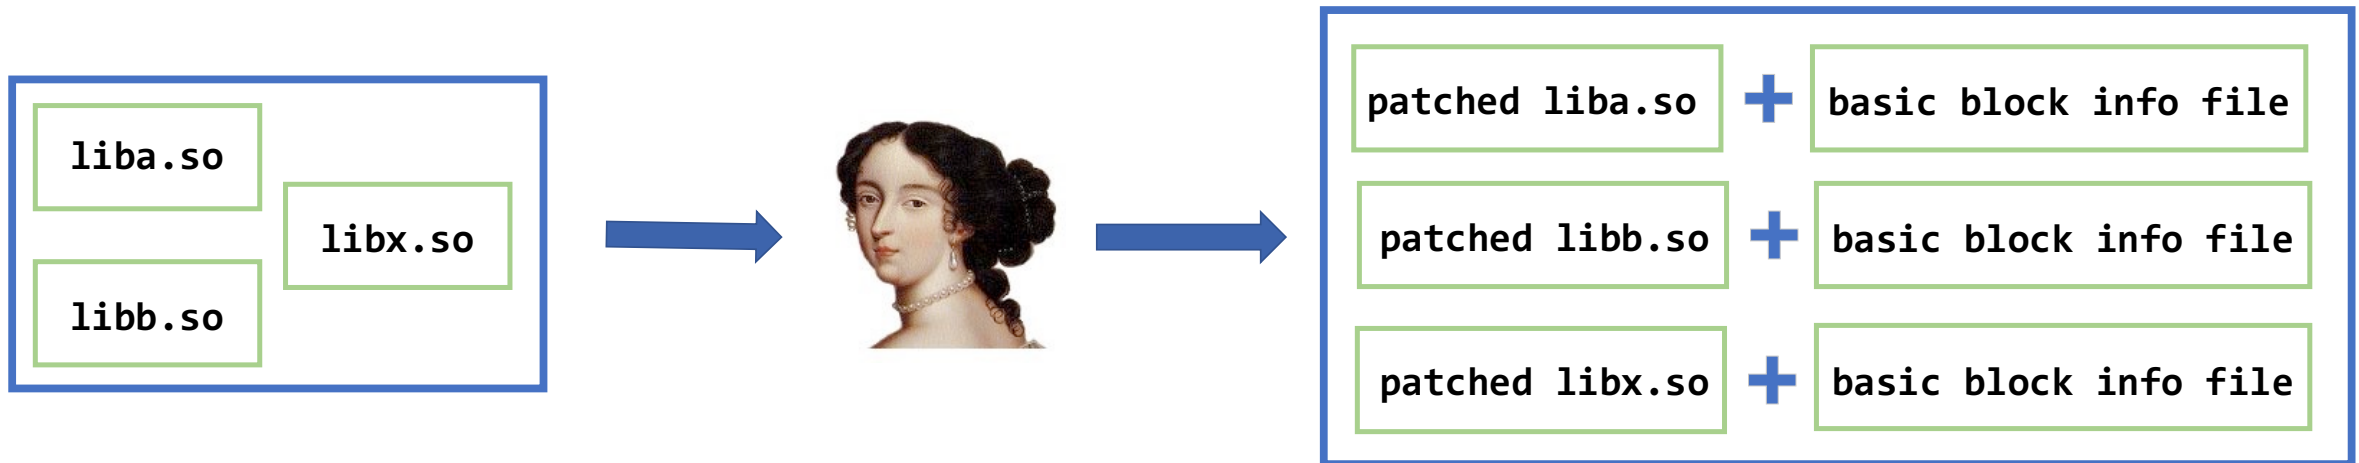 liba.so
libx.so
libb.so
patched liba.so + basic block info file
patched libb.so + basic block info file
patched libx.so + basic block info file